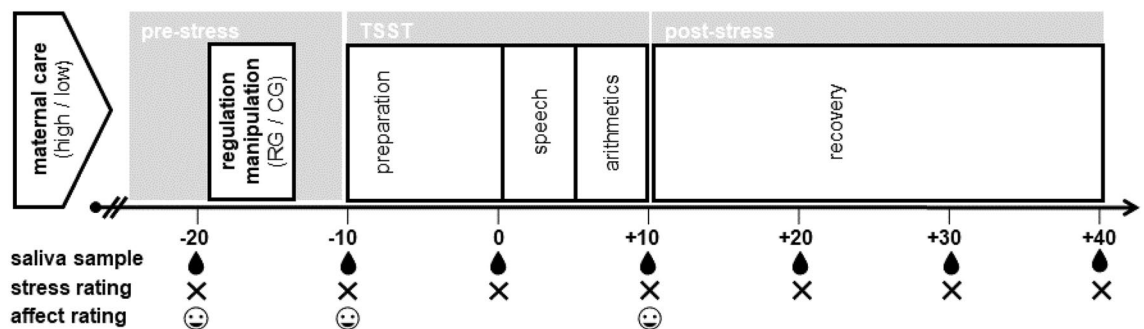 pre-stress
TSST
post-stress
maternal care
(high / low)
regulation
manipulation
(RG / CG)
preparation
speech
arithmetics
recovery
-20
-10
0
+10
+20
+30
+40
saliva sample
stress rating
affect rating